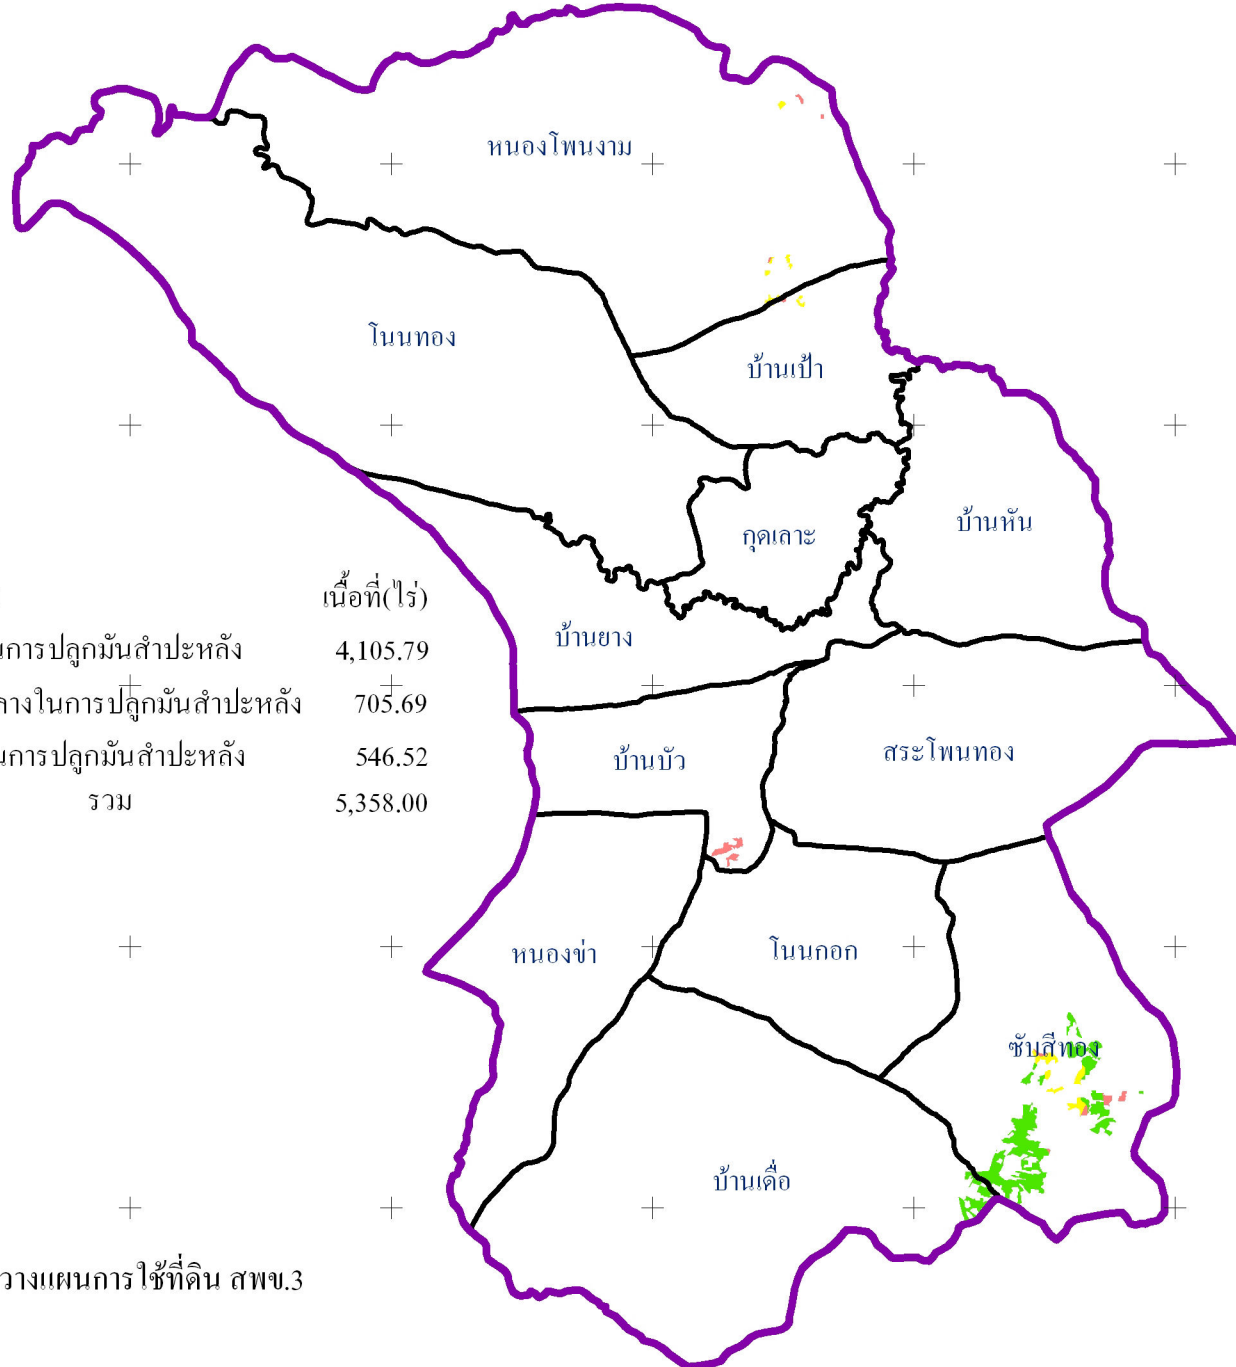 หนองโพนงาม
โนนทอง
บ้านเป้า
กุดเลาะ
บ้านหัน
เนื้อที่(ไร่)
บ้านยาง
นการปลูกมันสำปะหลัง 4,105.79
ลางในการปลูกมันสำปะหลัง 705.69
นการปลูกมันสำปะหลัง 546.52
รวม 5,358.00
บ้านบัว
สระโพนทอง
หนองข่า
โนนกอก
ซับสีทอง
บ้านเดื่อ
วางแผนการใช้ที่ดิน สพข.3